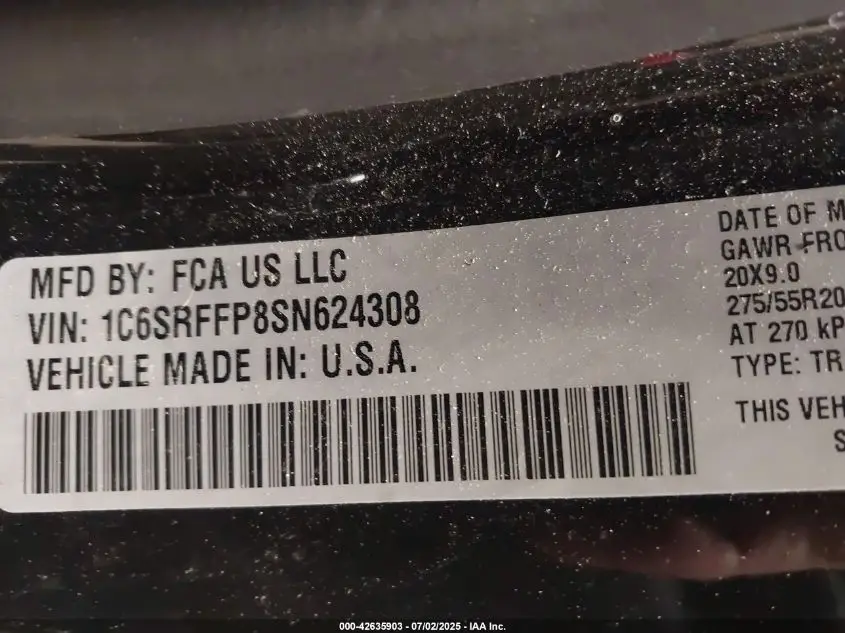 MFD BY: FCA US LLC
VIN: 1C6SRFFP8SN624308
VEHICLE MADE IN: U.S.A.
DATE OF M
GAWR FRO
20X9.0
275/55R20
AT 270 kP
TYPE: TR
THIS VEH
S
000-42635903 - 07/02/2025 - IAA Inc.